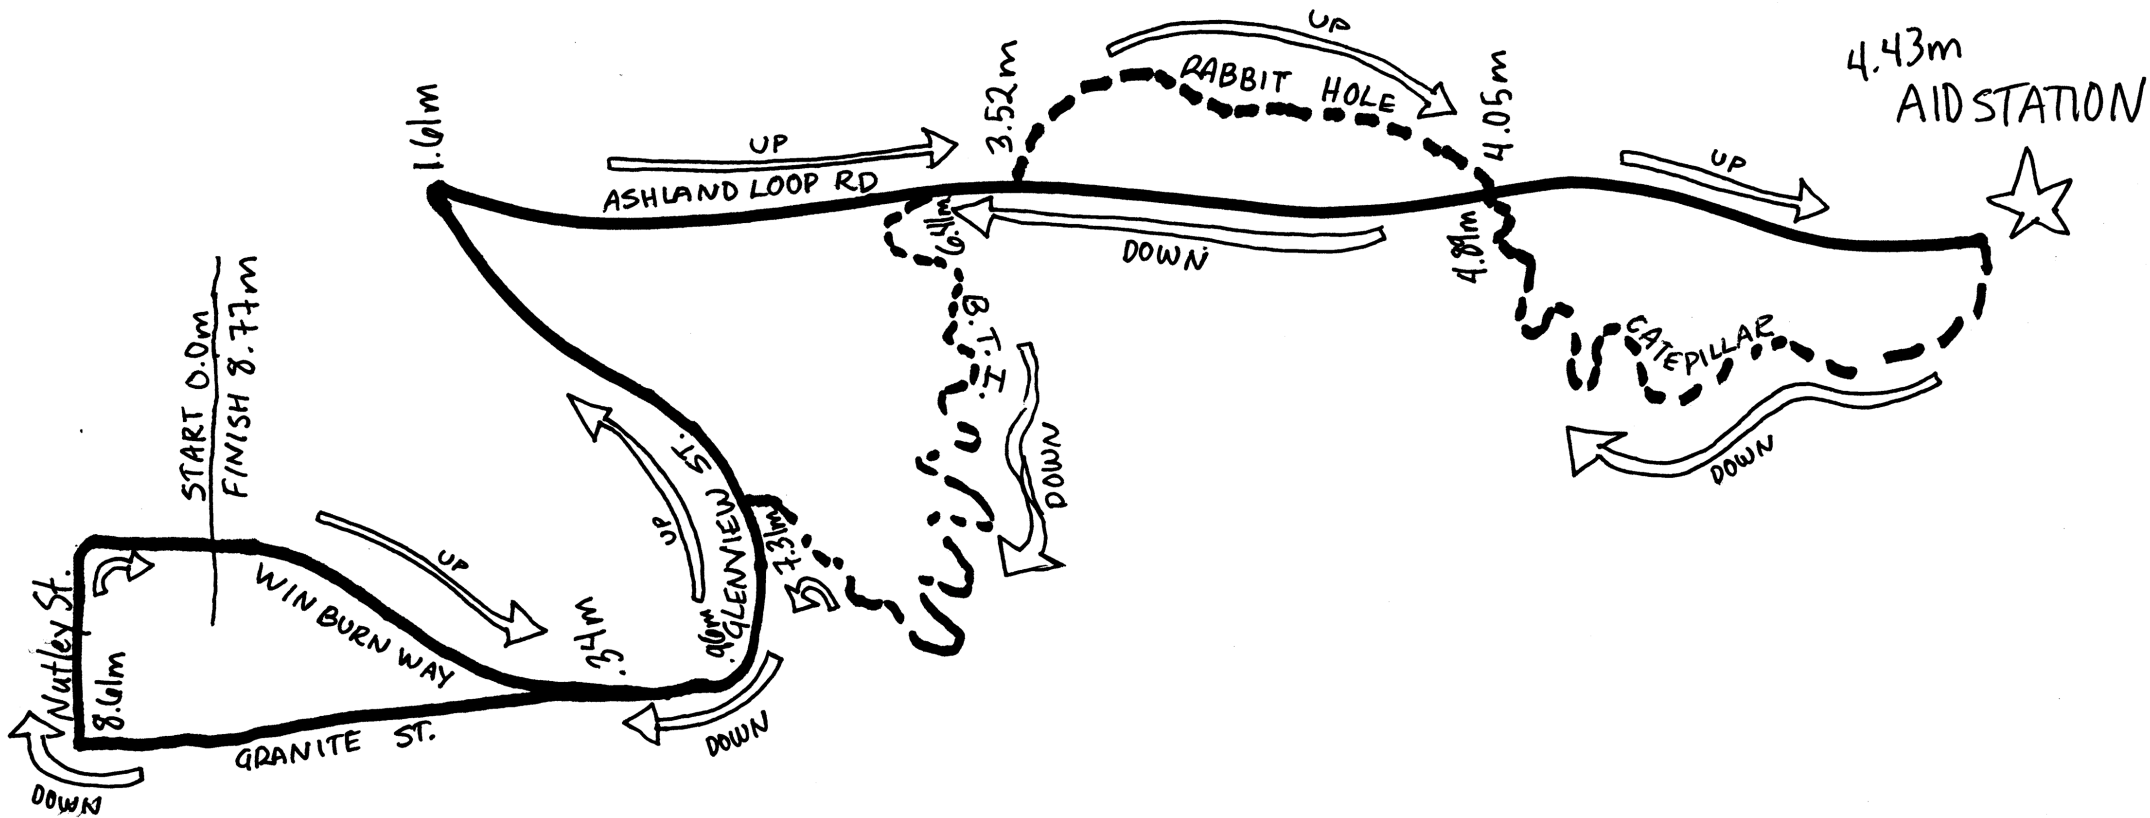 UP
4.43m
AID STATION
RABBIT HOLE
3.52m
4.05m
1.61m
UP
UP
ASHLAND LOOP RD
6.41m
DOWN
4.89m
START 0.0m
FINISH 8.77m
B.T.I.
CATEPILLAR
DOWN
DOWN
GLENVIEW ST.
UP
7.31m
UP
WINBURN WAY
.34m
.96m
Nutley St.
8.61m
GRANITE ST.
DOWN
DOWN